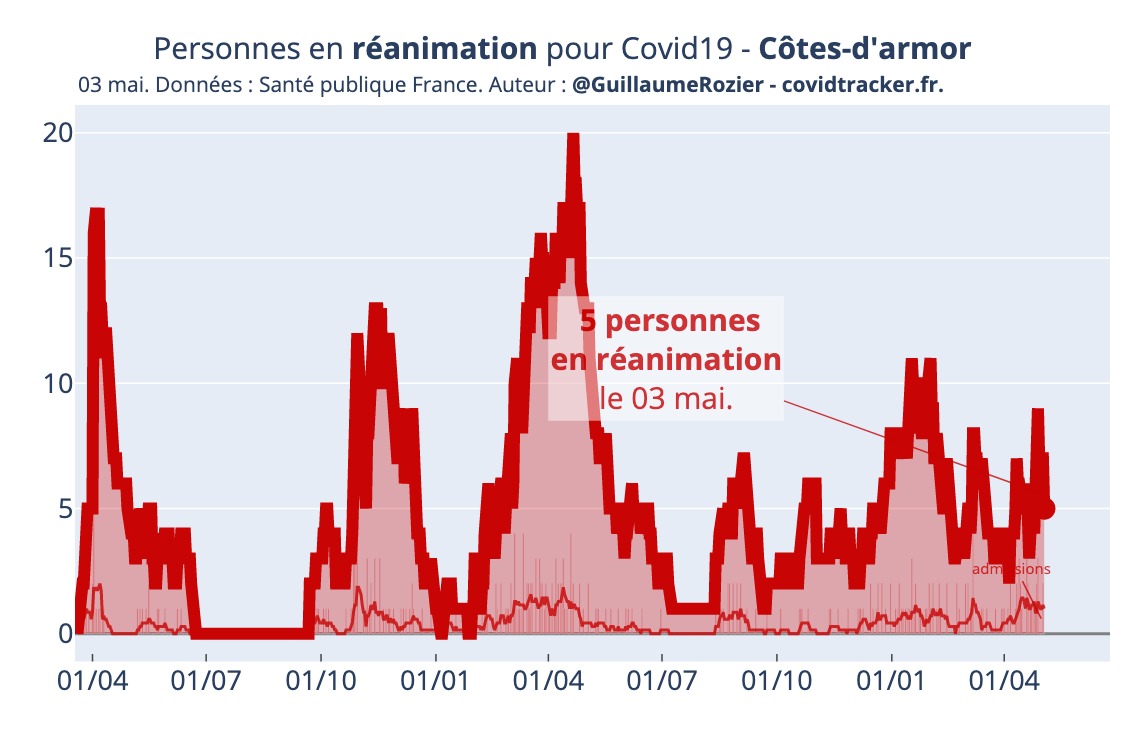 Personnes en réanimation pour Covid19 - Côtes-d'armor
03 mai. Données : Santé publique France. Auteur : @GuillaumeRozier - covidtracker.fr.
20
15
10
5
0
5 personnes
en réanimation
le 03 mai.
admissions
01/04 01/07 01/10 01/01 01/04 01/07 01/10 01/01 01/04